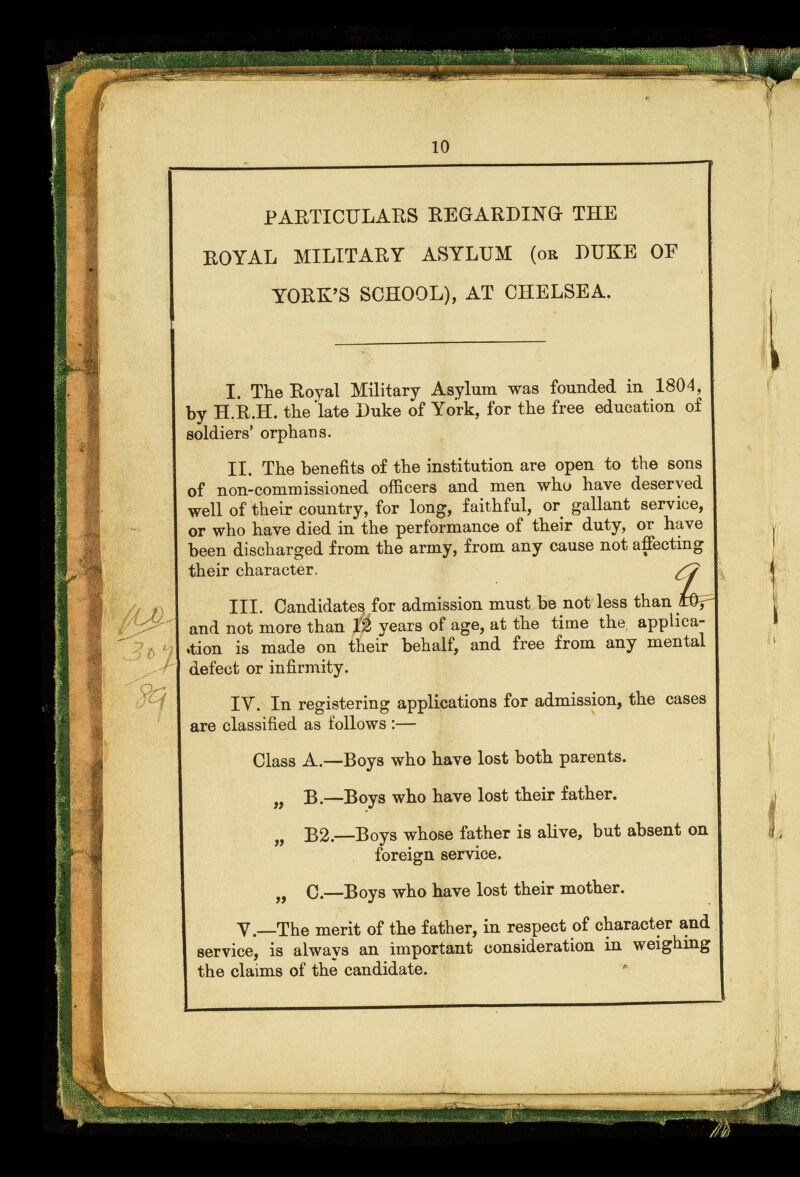 10
PARTICULARS REGARDING THE
ROYAL MILITARY ASYLUM (OR DUKE OF
YORK'S SCHOOL), AT CHELSEA.
I. The Royal Military Asylum was founded in 1804,
by H.R.H. the late Duke of York, for the free education of
soldiers' orphans.
II. The benefits of the institution are open to the sons
of non-commissioned officers and men who have deserved
well of their country, for long, faithful, or gallant service,
or who have died in the performance of their duty, or have
been discharged from the army, from any cause not affecting
their character.
9
III. Candidates for admission must be not less than 10,
and not more than 12 years of age, at the time the applica-
tion is made on their behalf, and free from any mental
defect or infirmity.
89
IV. In registering applications for admission, the cases
are classified as follows :—
Class A.—Boys who have lost both parents.
„ B.—Boys who have lost their father.
„ B2.—Boys whose father is alive, but absent on
foreign service.
„ C.—Boys who have lost their mother.
V.—The merit of the father, in respect of character and
service, is always an important consideration in weighing
the claims of the candidate.